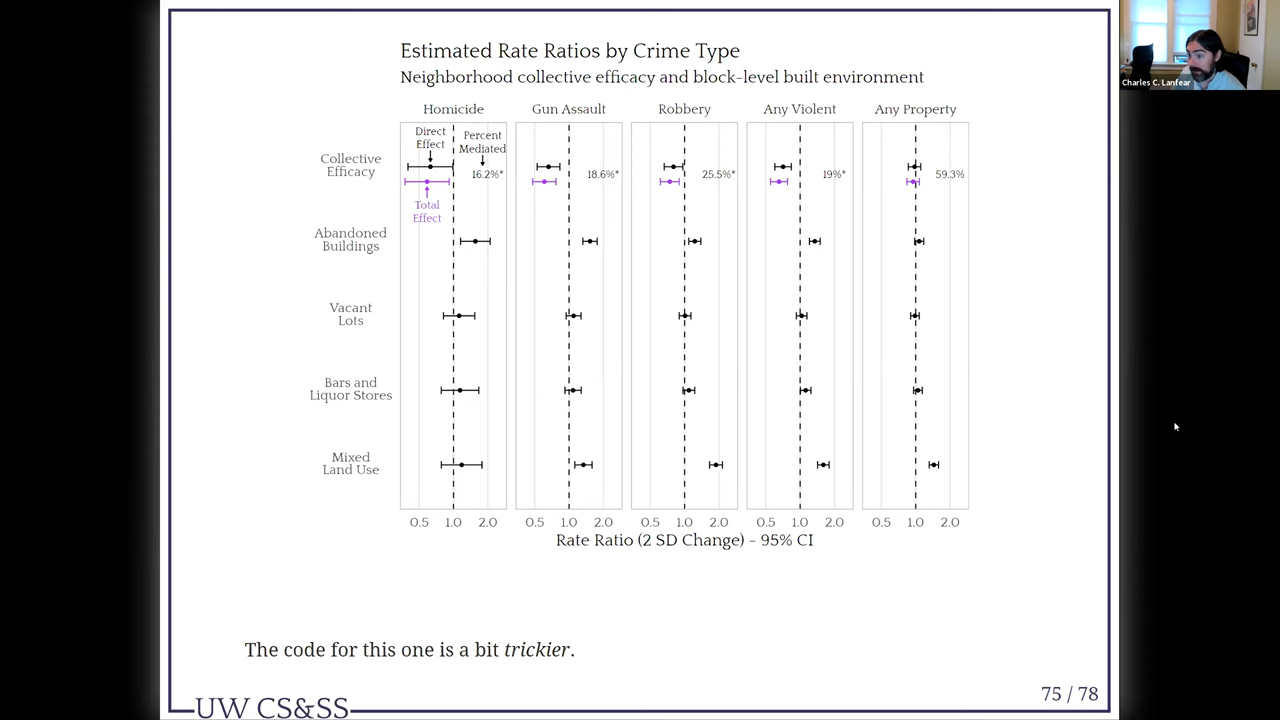 Estimated Rate Ratios by Crime Type
Neighborhood collective efficacy and block-level built environment
Homicide Gun Assault Robbery Any Violent Any Property
Direct
Effect
Percent
Mediated
Collective
Efficacy
16.2%* 18.6%* 25.5%* 19%* 59.3%
Total
Effect
Abandoned
Buildings
Vacant
Lots
Bars and
Liquor Stores
Mixed
Land Use
0.5 1.0 2.0 0.5 1.0 2.0 0.5 1.0 2.0 0.5 1.0 2.0 0.5 1.0 2.0
Rate Ratio (2 SD Change) - 95% CI
The code for this one is a bit trickier.
75 / 78
UW CS&SS
Charles C. Lanfear